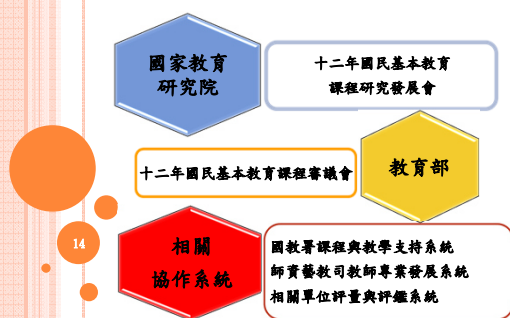 國家教育
研究院
十二年國民基本教育
課程研究發展會
十二年國民基本教育課程審議會
教育部
14
相關
協作系統
國教署課程與教學支持系統
師資藝教司教師專業發展系統
相關單位評量與評鑑系統